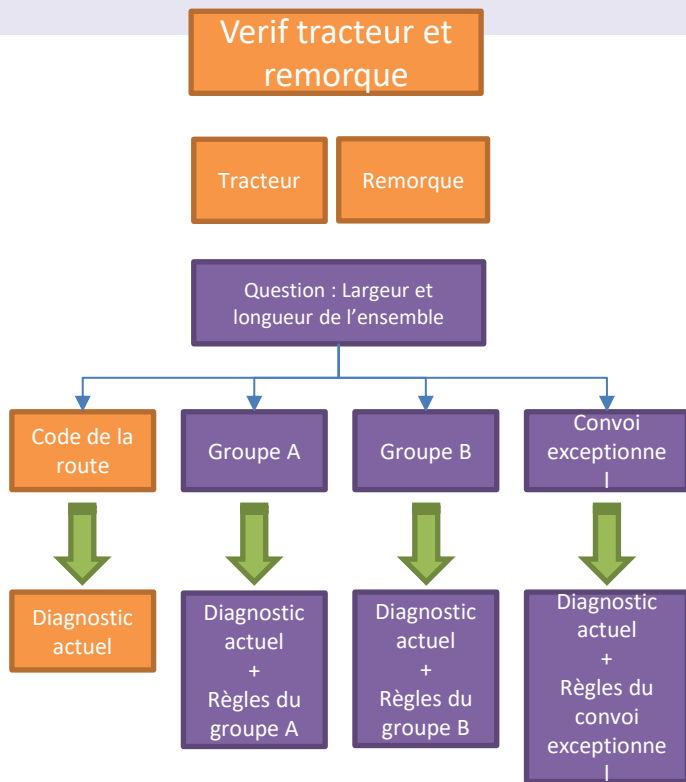 Verif tracteur et
remorque
Tracteur
Remorque
Question : Largeur et
longueur de l'ensemble
Code de la
route
Groupe A
Groupe B
Convoi
exceptionne
l
Diagnostic
actuel
Diagnostic
actuel
+
Règles du
groupe A
Diagnostic
actuel
+
Règles du
groupe B
Diagnostic
actuel
+
Règles du
convoi
exceptionne
l